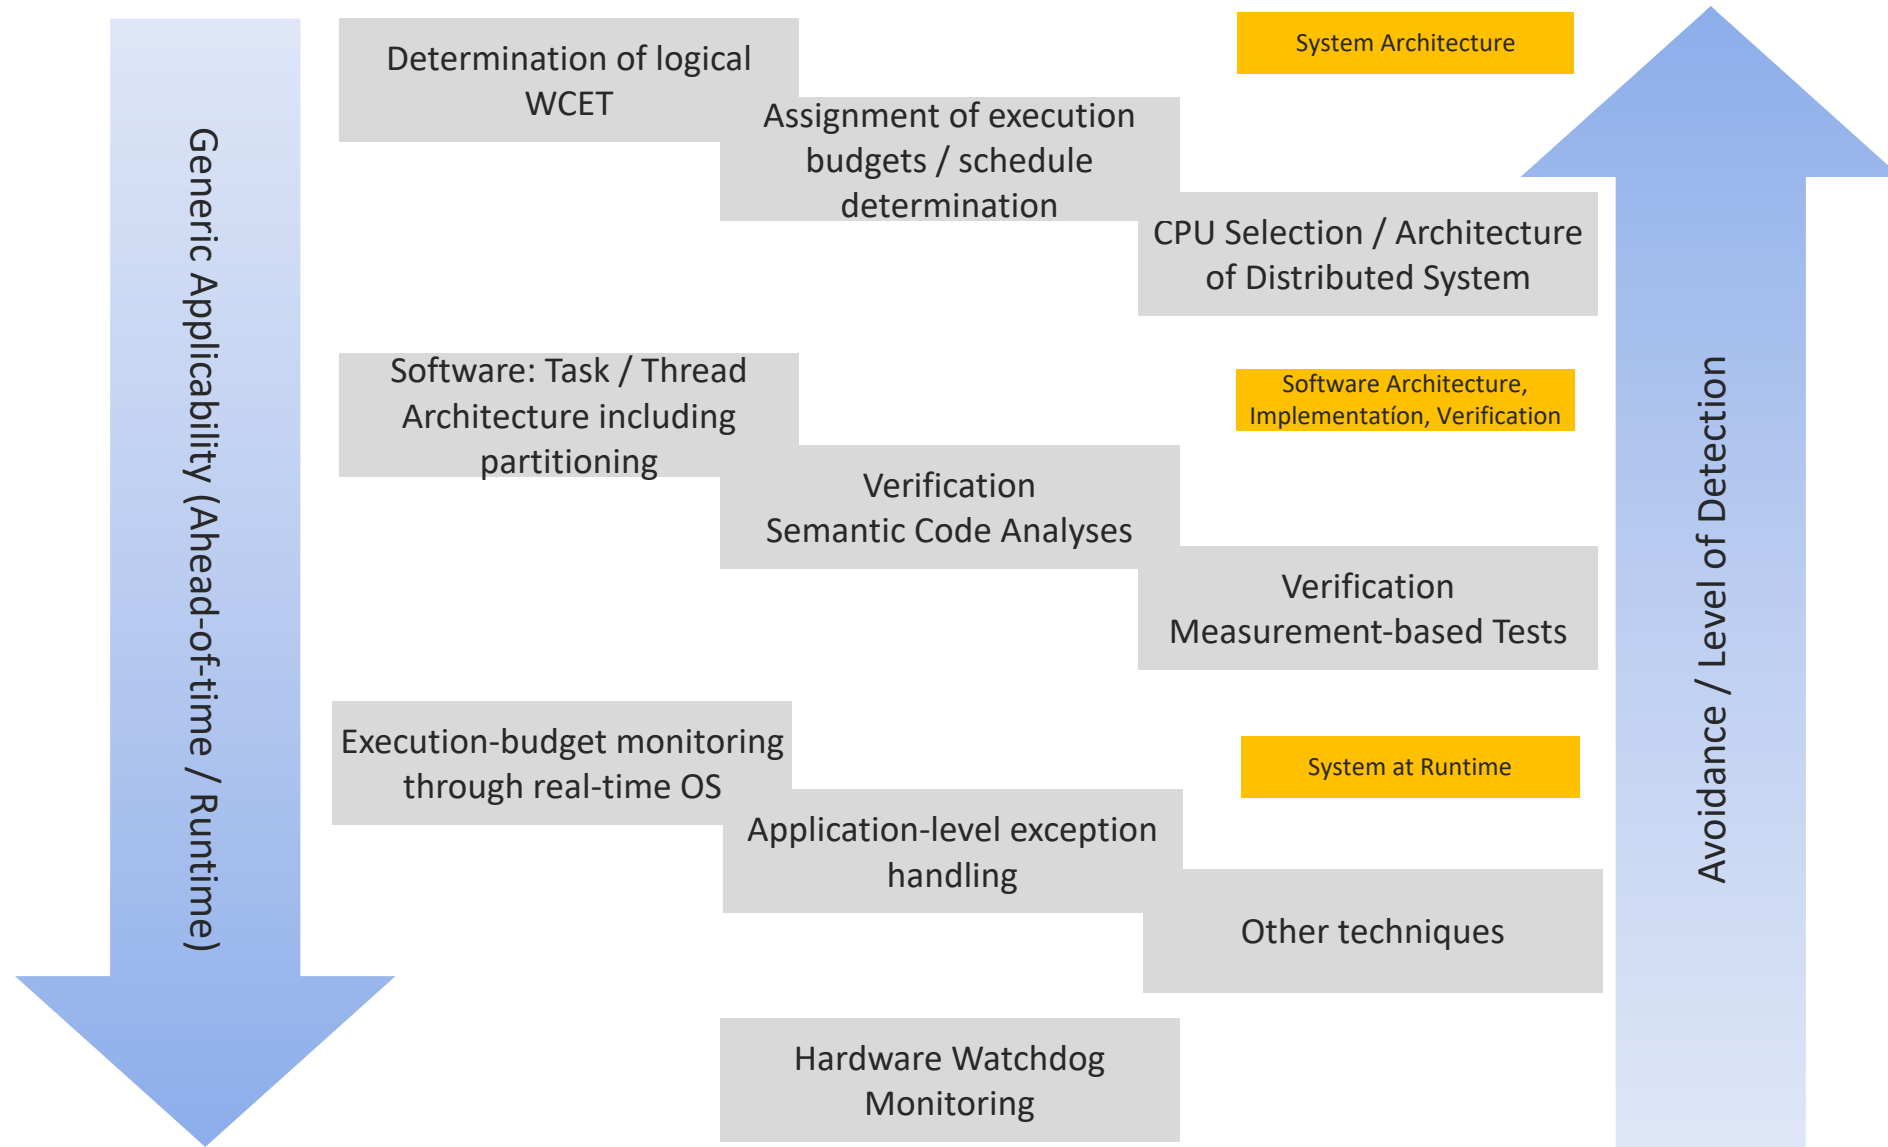 Generic Applicability (Ahead-of-time / Runtime)
Determination of logical
WCET
System Architecture
Assignment of execution
budgets / schedule
determination
CPU Selection / Architecture
of Distributed System
Software: Task / Thread
Architecture including
partitioning
Software Architecture,
Implementatíon, Verification
Verification
Semantic Code Analyses
Verification
Measurement-based Tests
Execution-budget monitoring
through real-time OS
System at Runtime
Application-level exception
handling
Other techniques
Hardware Watchdog
Monitoring
Avoidance / Level of Detection